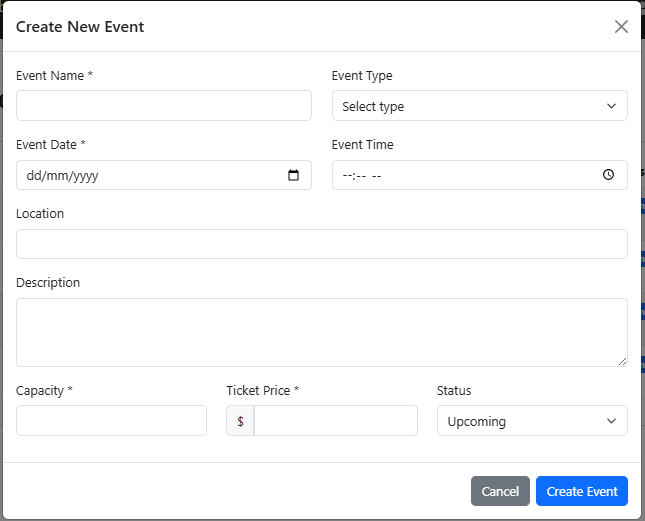 Create New Event
Event Name * Event Type
Select type
Event Date * Event Time
dd/mm/yyyy --:-- --
Location
Description
Capacity * Ticket Price * Status
$ Upcoming
Cancel Create Event